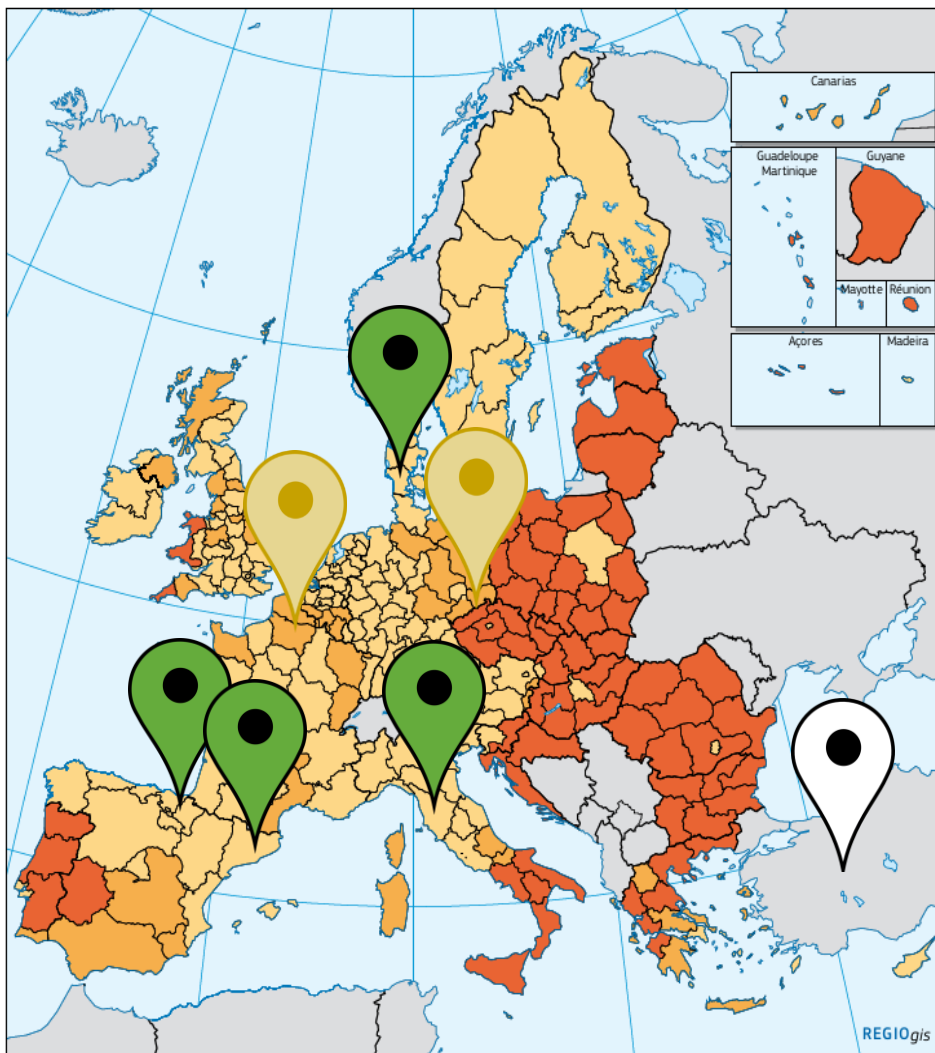 Canarias
Guadeloupe
Martinique
Guyane
Mayotte
Réunion
Açores
Madeira
REGIOgis